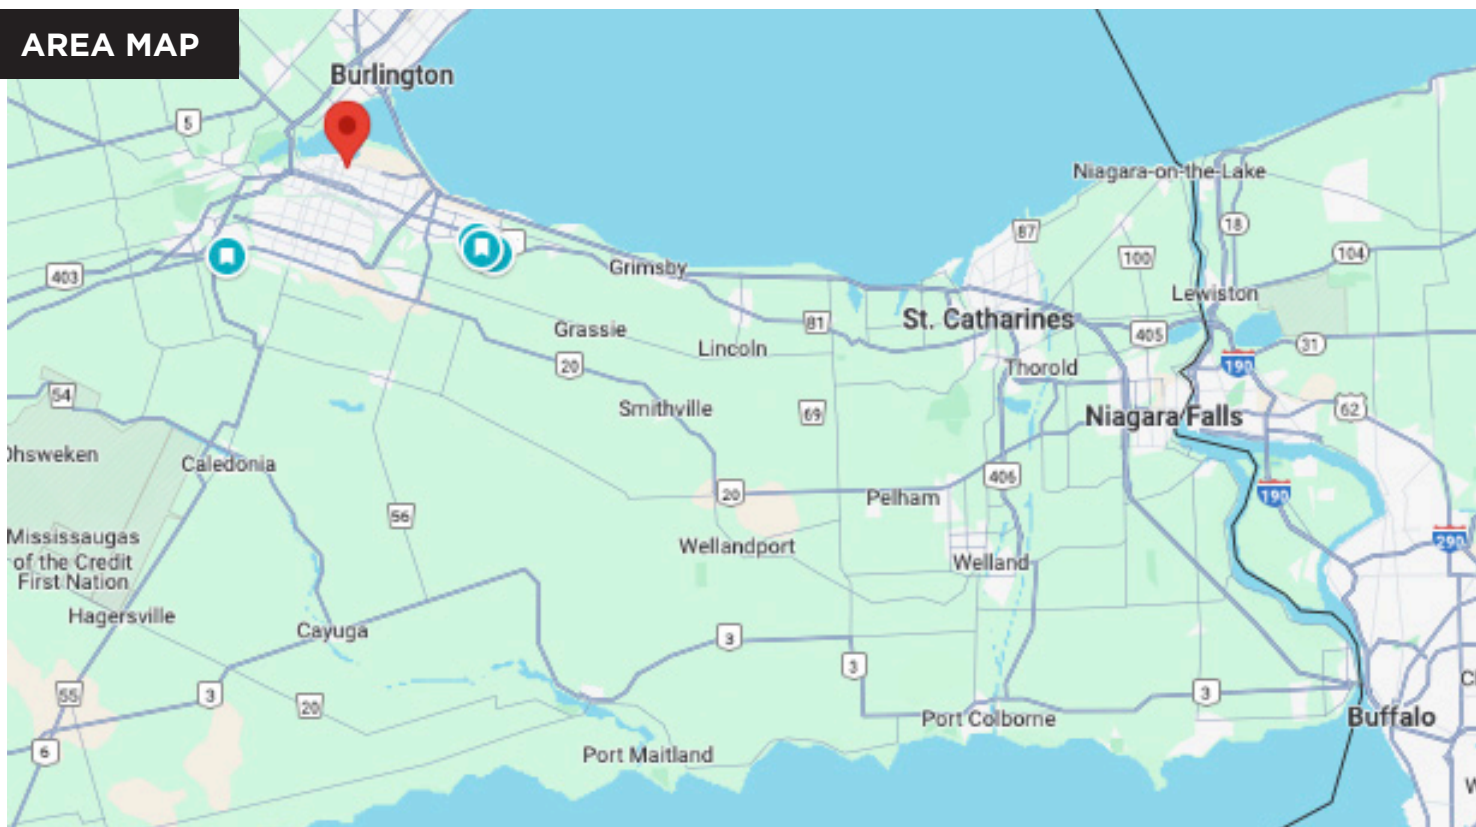 AREA MAP
Burlington
5
Niagara-on-the-Lake
87
18
100
104
403
Grimsby
Lewiston
81
St. Catharines
405
31
Grassie
Lincoln
20
Thorold
190
54
Smithville
69
Niagara Falls
62
Ohsweken
Caledonia
406
20
Pelham
190
56
Mississaugas
of the Credit
First Nation
Wellandport
Welland
290
Hagersville
Cayuga
3
3
55
3
20
3
Port Colborne
Buffalo
6
Port Maitland